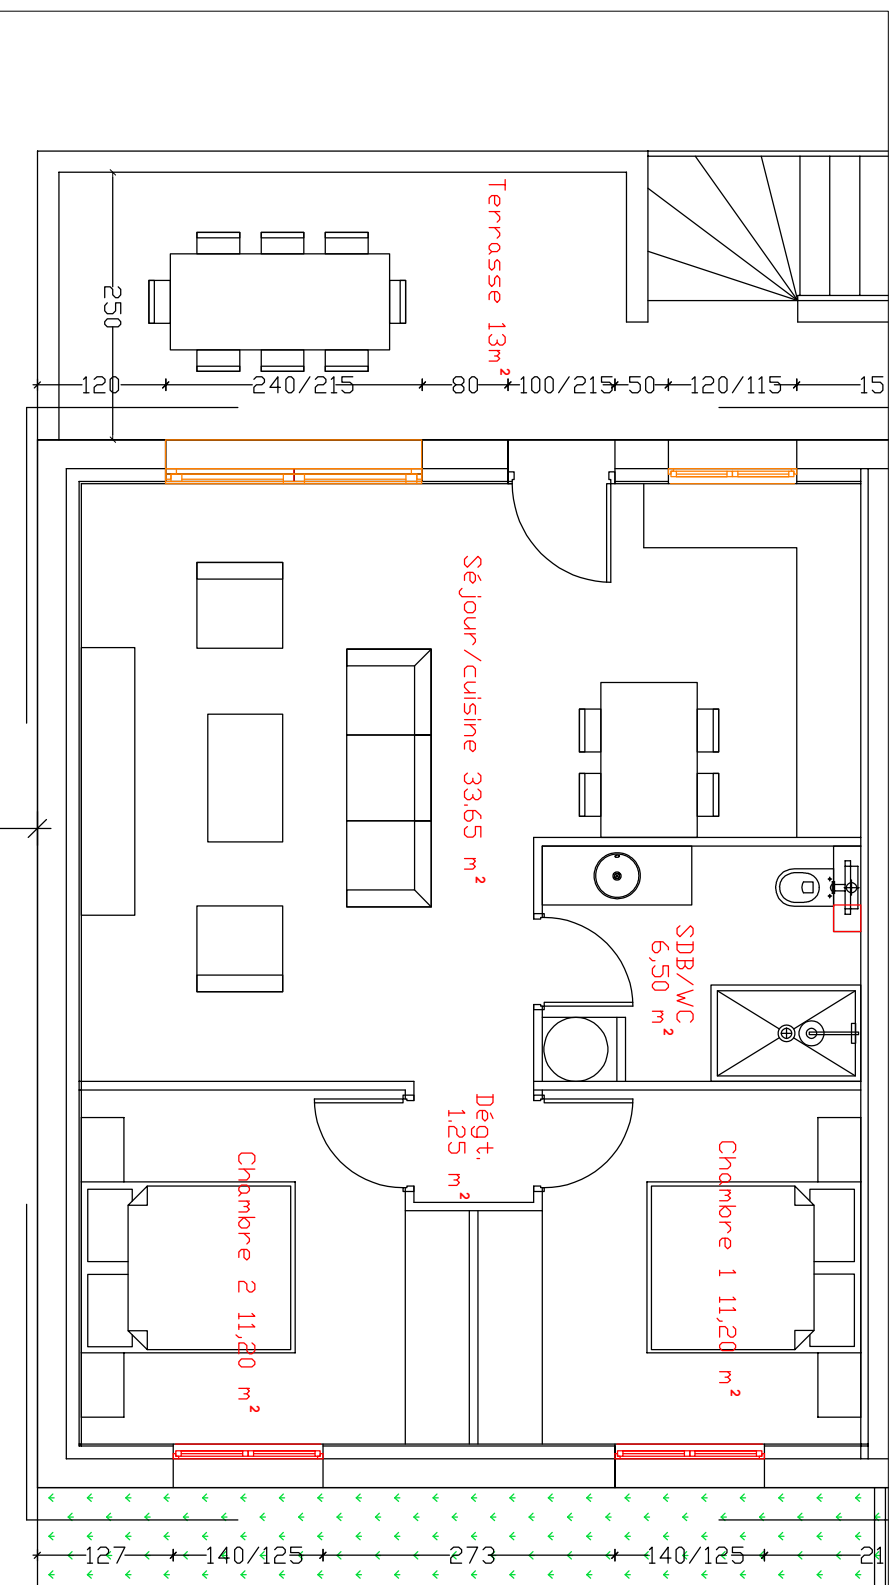 Terrasse 13m²
250
120
240/215
80
100/215
50
120/115
15
Séjour/cuisine 33.65 m²
SDB/WC
6,50 m²
Dégt.
1.25 m²
Chambre 1 11,20 m²
Chambre 2 11,20 m²
127
140/125
273
140/125
21